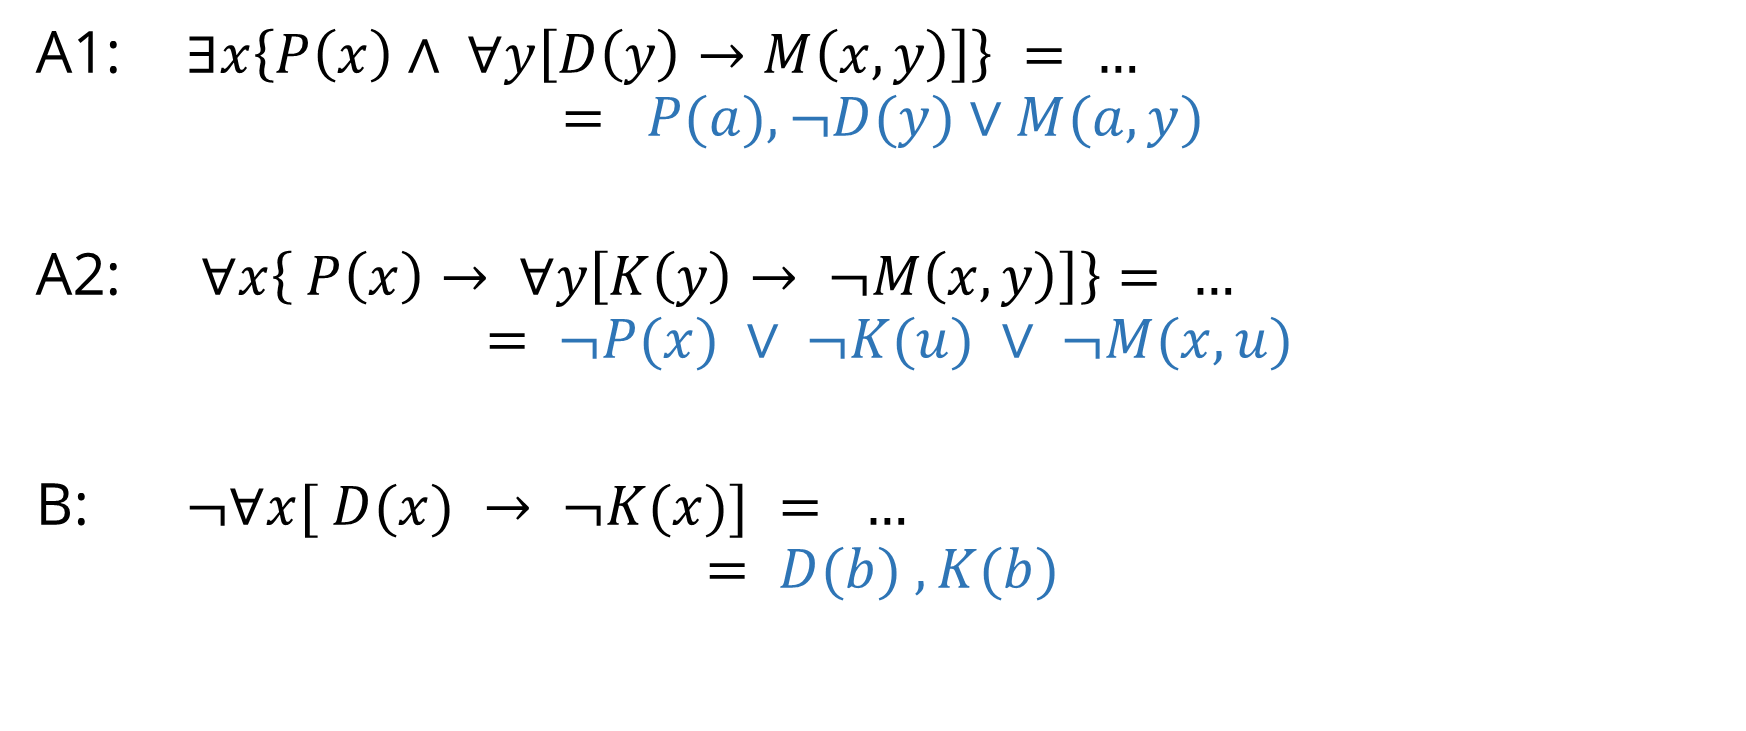 A1: ∃x{P(x) ∧ ∀y[D(y) → M(x,y)]} = ...
= P(a), ¬D(y) ∨ M(a,y)
A2: ∀x{ P(x) → ∀y[K(y) → ¬M(x,y)]} = ...
= ¬P(x) ∨ ¬K(u) ∨ ¬M(x,u)
B: ¬∀x[ D(x) → ¬K(x)] = ...
= D(b) , K(b)